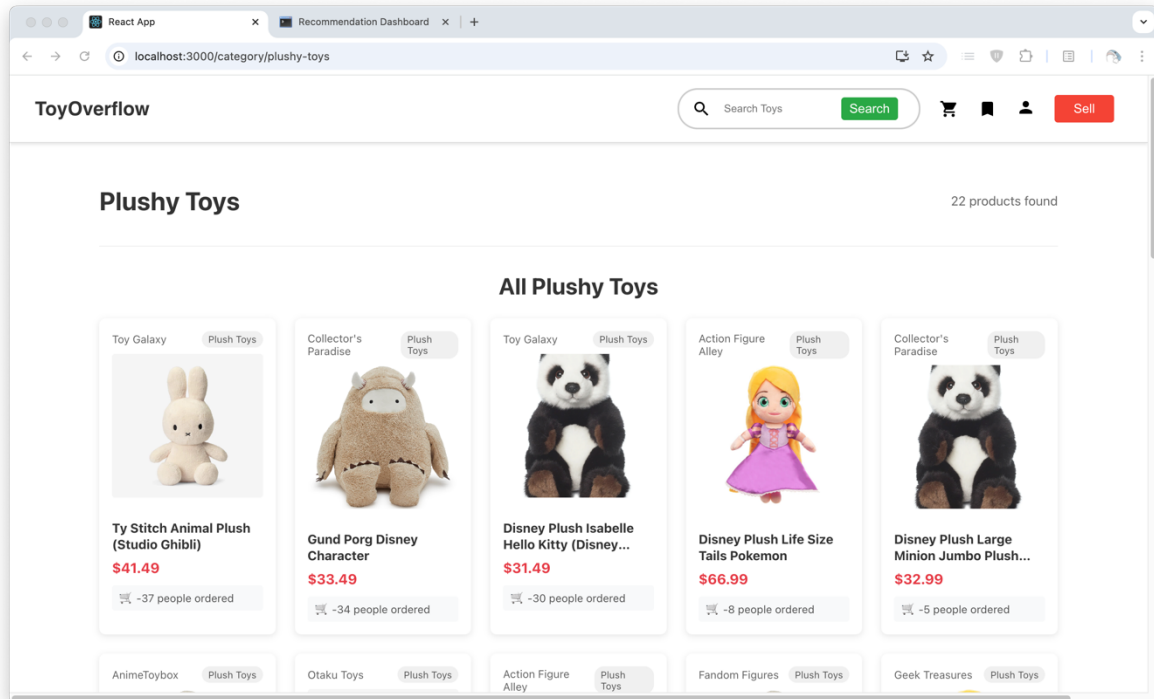 React App
Recommendation Dashboard
localhost:3000/category/plushy-toys
ToyOverflow
Search Toys
Search
Sell
Plushy Toys
22 products found
All Plushy Toys
Toy Galaxy
Plush Toys
Ty Stitch Animal Plush
(Studio Ghibli)
$41.49
-37 people ordered
Collector's
Paradise
Plush
Toys
Gund Porg Disney
Character
$33.49
-34 people ordered
Toy Galaxy
Plush Toys
Disney Plush Isabelle
Hello Kitty (Disney...
$31.49
-30 people ordered
Action Figure
Alley
Plush
Toys
Disney Plush Life Size
Tails Pokemon
$66.99
-8 people ordered
Collector's
Paradise
Plush
Toys
Disney Plush Large
Minion Jumbo Plush...
$32.99
-5 people ordered
AnimeToybox
Plush Toys
Otaku Toys
Plush Toys
Action Figure
Alley
Plush
Toys
Fandom Figures
Plush Toys
Geek Treasures
Plush Toys